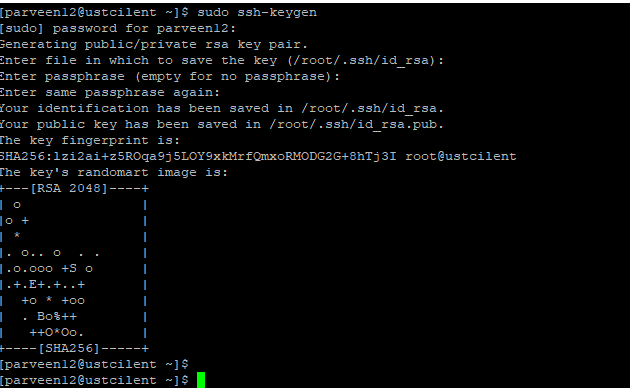 [parveen12@ustcilent ~]$ sudo ssh-keygen
[sudo] password for parveen12:
Generating public/private rsa key pair.
Enter file in which to save the key (/root/.ssh/id_rsa):
Enter passphrase (empty for no passphrase):
Enter same passphrase again:
Your identification has been saved in /root/.ssh/id_rsa.
Your public key has been saved in /root/.ssh/id_rsa.pub.
The key fingerprint is:
SHA256:lzi2ai+z5ROqa9j5LOY9xkMrfQmxoRMODG2G+8hTj3I root@ustcilent
The key's randomart image is:
+---[RSA 2048]----+
| o               |
|o +              |
| *               |
|. o.. o  . .     |
|.o.ooo +S o      |
|.+.E+.+..+       |
|  +o * +oo       |
|  . Bo%++        |
|   ++O*Oo.       |
+----[SHA256]-----+
[parveen12@ustcilent ~]$
[parveen12@ustcilent ~]$